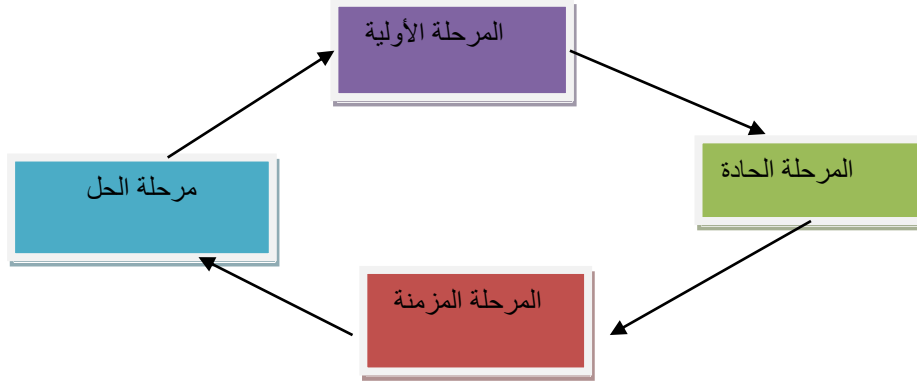 المرحلة الأولية
المرحلة الحادة
المرحلة المزمنة
مرحلة الحل